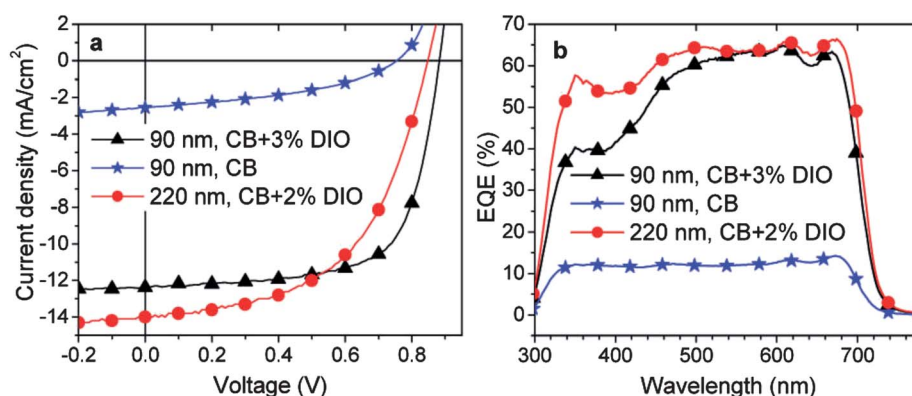 a
Current density (mA/cm²)
2
0
-2
-4
-6
-8
-10
-12
-14
90 nm, CB+3% DIO
90 nm, CB
220 nm, CB+2% DIO
-0.2 0.0 0.2 0.4 0.6 0.8
Voltage (V)
b
EQE (%)
70
60
50
40
30
20
10
0
90 nm, CB+3% DIO
90 nm, CB
220 nm, CB+2% DIO
300 400 500 600 700
Wavelength (nm)